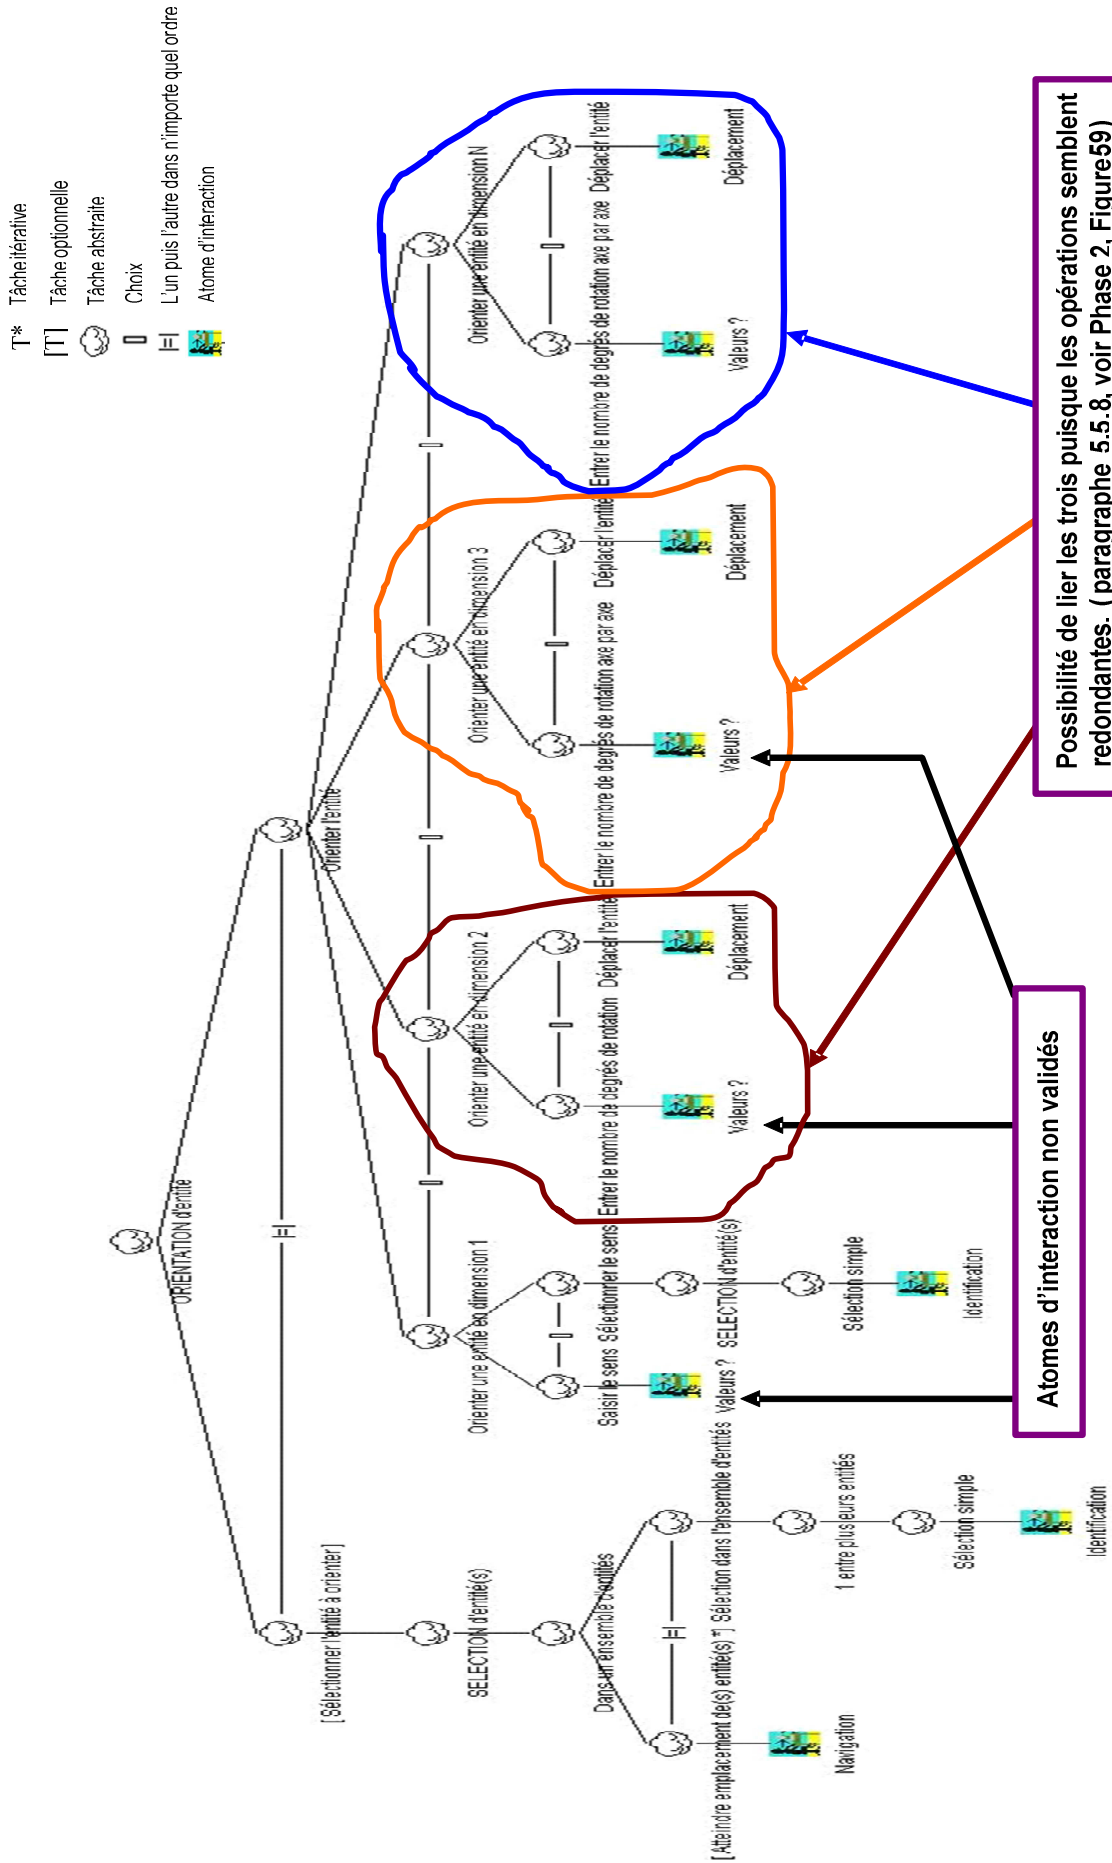 T* Tâche itérative
[T] Tâche optionnelle
Tâche abstraite
[] Choix
|=| L'un puis l'autre dans n'importe quel ordre
Atome d'interaction
ORIENTATION d'entité
|=|
[Sélectionner l'entité à orienter]
Orienter l'entité
SELECTION d'entité(s)
[]
[]
[]
Orienter une entité en dimension 1
Orienter une entité en dimension 2
Orienter une entité en dimension 3
Orienter une entité en dimension N
Dans un ensemble d'entités
[]
[]
[]
[]
Saisir le sens
Sélectionner le sens
Entrer le nombre de degrés de rotation
Déplacer l'entité
Entrer le nombre de degrés de rotation axe par axe
Déplacer l'entité
Entrer le nombre de degrés de rotation axe par axe
Déplacer l'entité
|=|
[Atteindre emplacement de(s) entité(s) *]
Sélection dans l'ensemble d'entités
Valeurs ?
SELECTION d'entité(s)
Valeurs ?
Déplacement
Valeurs ?
Déplacement
Valeurs ?
Déplacement
Navigation
1 entre plusieurs entités
Sélection simple
Sélection simple
Identification
Identification
Atomes d'interaction non validés
Possibilité de lier les trois puisque les opérations semblent
redondantes. ( paragraphe 5.5.8, voir Phase 2, Figure59)